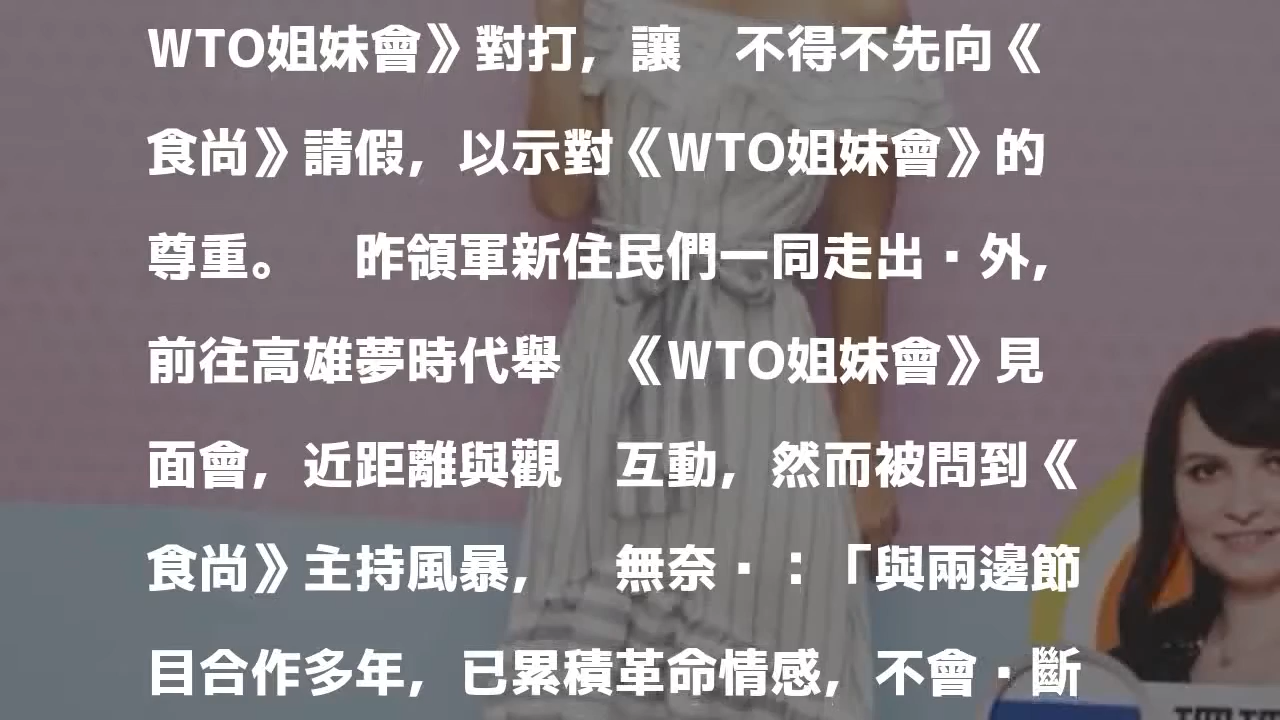 WTO姐妹會》對打，讓　不得不先向《
食尚》請假，以示對《WTO姐妹會》的
尊重。　昨領軍新住民們一同走出·外，
前往高雄夢時代舉　《WTO姐妹會》見
面會，近距離與觀　互動，然而被問到《
食尚》主持風暴，　無奈·：「與兩邊節
目合作多年，已累積革命情感，不會·斷